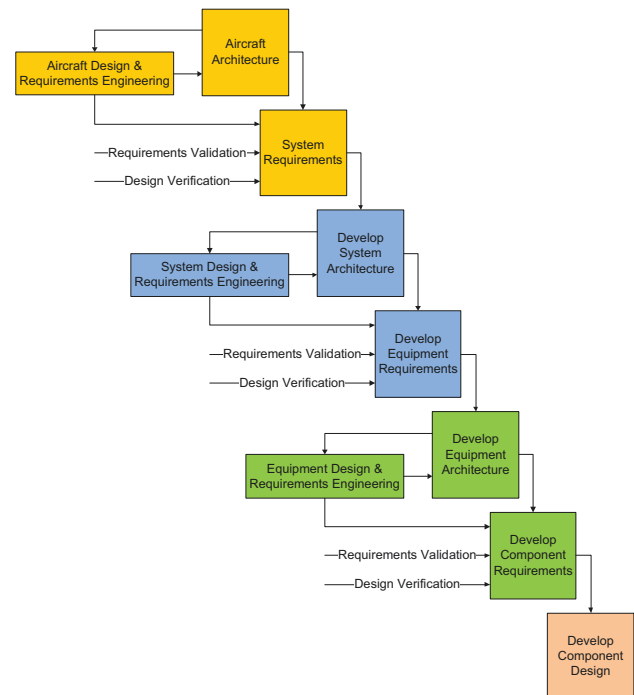 Aircraft
Architecture
Aircraft Design &
Requirements Engineering
System
Requirements
Requirements Validation
Design Verification
Develop
System
Architecture
System Design &
Requirements Engineering
Develop
Equipment
Requirements
Requirements Validation
Design Verification
Develop
Equipment
Architecture
Equipment Design &
Requirements Engineering
Develop
Component
Requirements
Requirements Validation
Design Verification
Develop
Component
Design